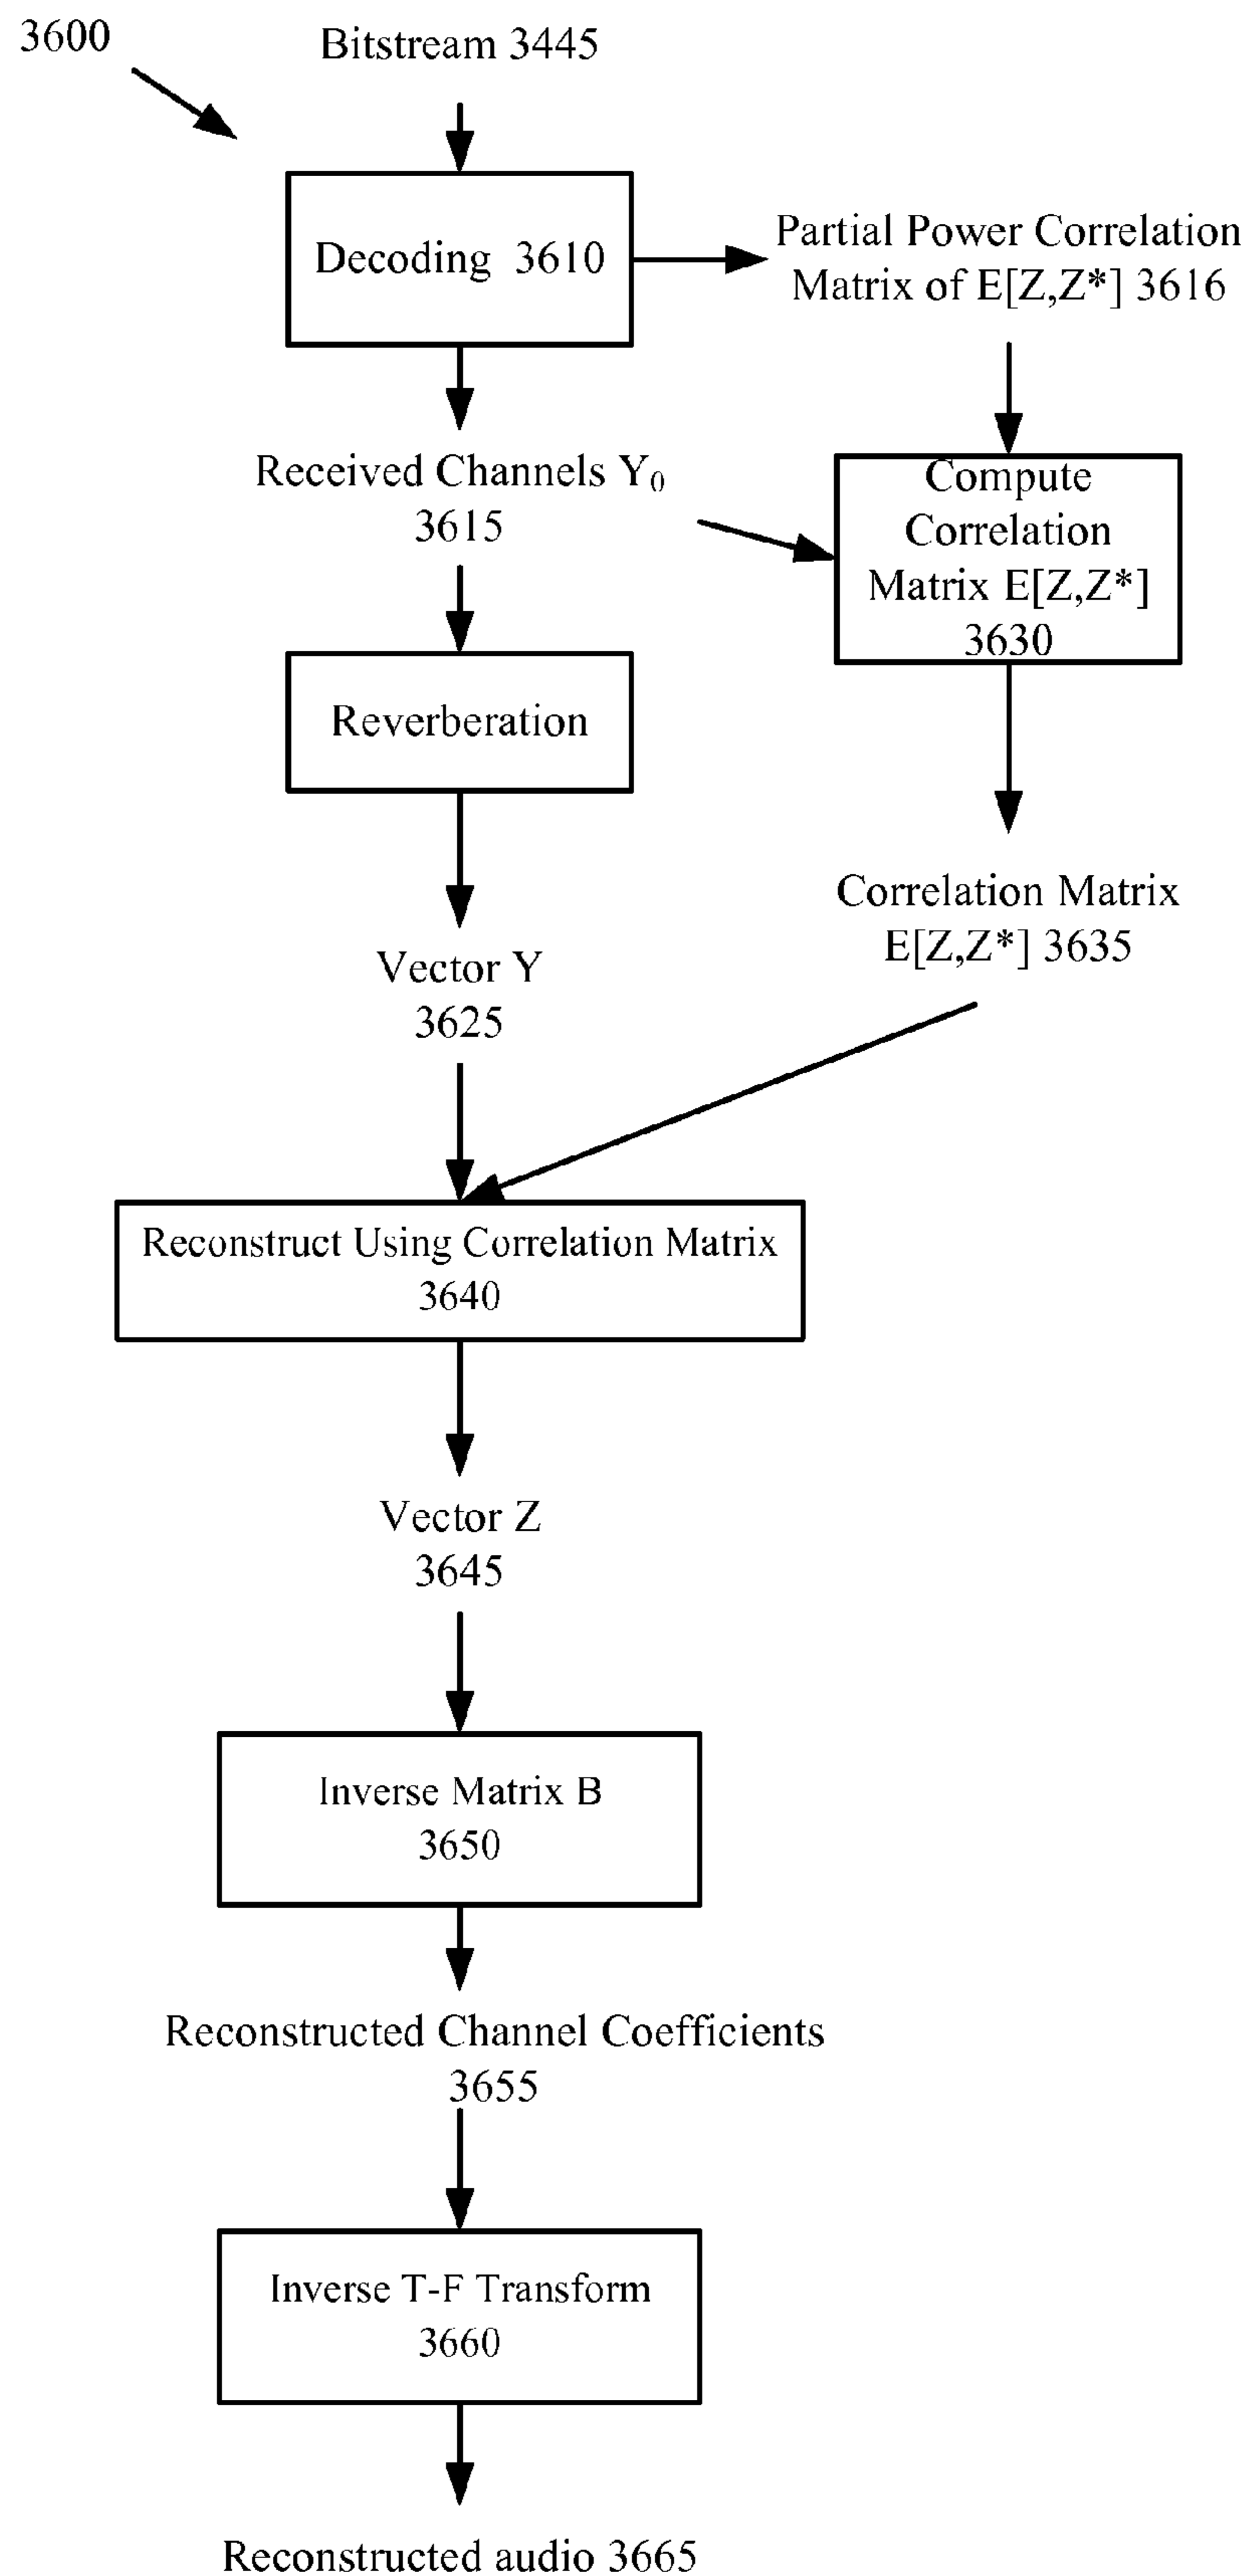 3600
Bitstream 3445
Decoding 3610
Partial Power Correlation
Matrix of E[Z,Z*] 3616
Received Channels Y₀
3615
Compute
Correlation
Matrix E[Z,Z*]
3630
Reverberation
Correlation Matrix
E[Z,Z*] 3635
Vector Y
3625
Reconstruct Using Correlation Matrix
3640
Vector Z
3645
Inverse Matrix B
3650
Reconstructed Channel Coefficients
3655
Inverse T-F Transform
3660
Reconstructed audio 3665